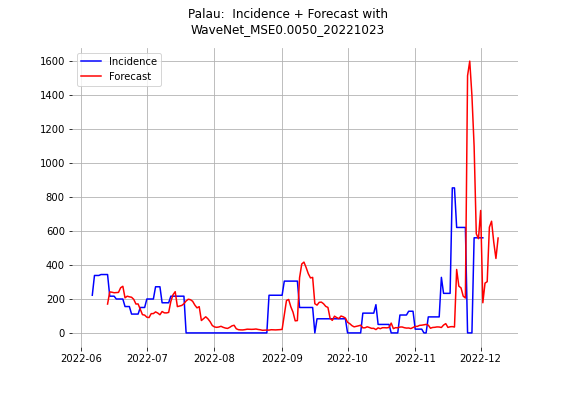 Palau:  Incidence + Forecast with
WaveNet_MSE0.0050_20221023
Incidence
Forecast
1600
1400
1200
1000
800
600
400
200
0
2022-06 2022-07 2022-08 2022-09 2022-10 2022-11 2022-12